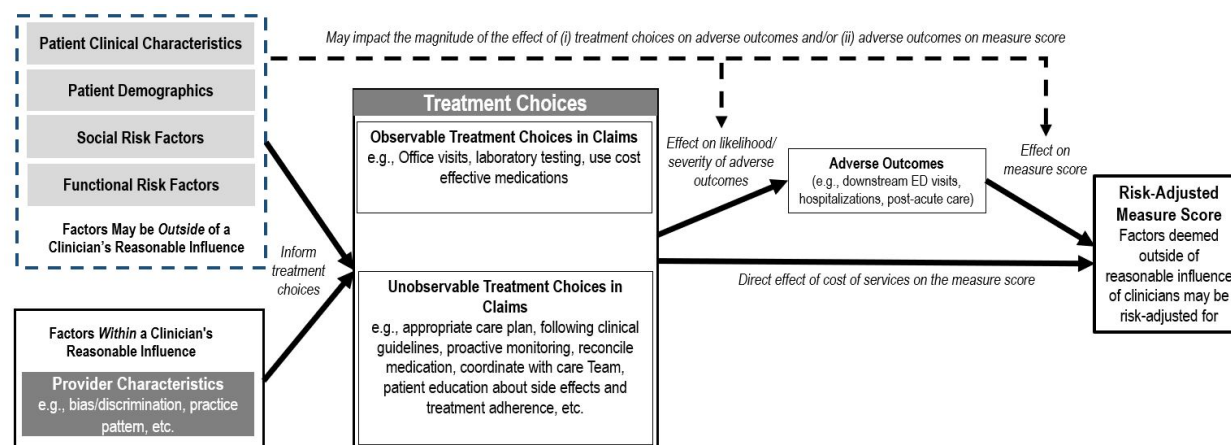 Patient Clinical Characteristics
Patient Demographics
Social Risk Factors
Functional Risk Factors
Factors May be Outside of a
Clinician's Reasonable Influence
Factors Within a Clinician's
Reasonable Influence
Provider Characteristics
e.g., bias/discrimination, practice
pattern, etc.
May impact the magnitude of the effect of (i) treatment choices on adverse outcomes and/or (ii) adverse outcomes on measure score
Inform
treatment
choices
Treatment Choices
Observable Treatment Choices in Claims
e.g., Office visits, laboratory testing, use cost
effective medications
Unobservable Treatment Choices in
Claims
e.g., appropriate care plan, following clinical
guidelines, proactive monitoring, reconcile
medication, coordinate with care Team,
patient education about side effects and
treatment adherence, etc.
Effect on likelihood/
severity of adverse
outcomes
Adverse Outcomes
(e.g., downstream ED visits,
hospitalizations, post-acute care)
Effect on
measure score
Direct effect of cost of services on the measure score
Risk-Adjusted
Measure Score
Factors deemed
outside of
reasonable influence
of clinicians may be
risk-adjusted for